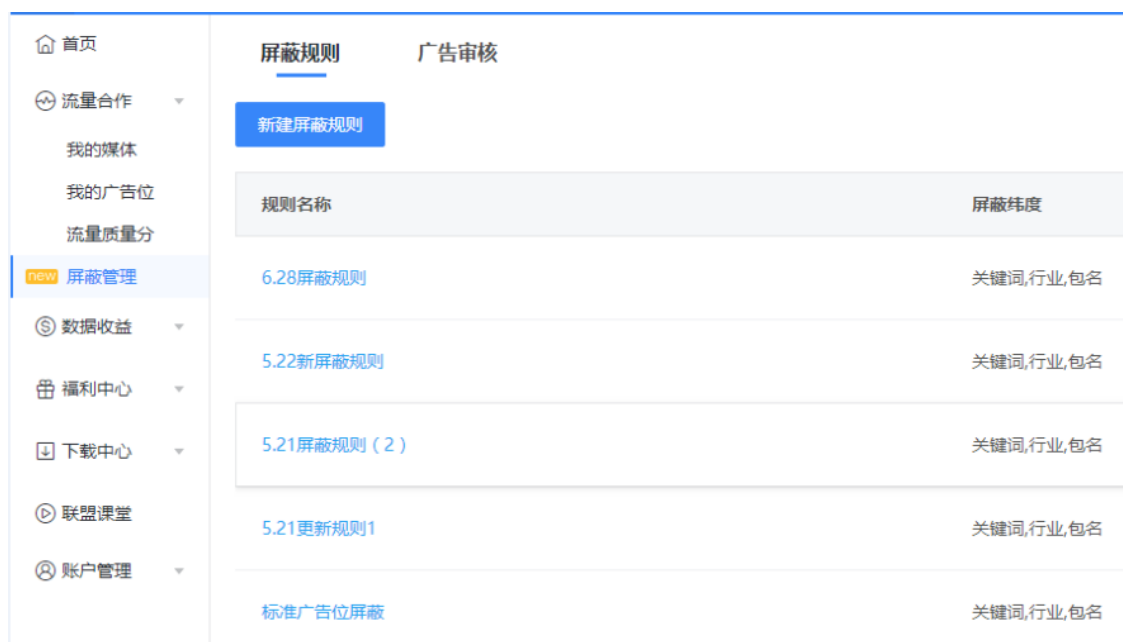 首页
流量合作
我的媒体
我的广告位
流量质量分
new 屏蔽管理
数据收益
福利中心
下载中心
联盟课堂
账户管理
屏蔽规则 广告审核
新建屏蔽规则
规则名称 屏蔽纬度
6.28屏蔽规则 关键词,行业,包名
5.22新屏蔽规则 关键词,行业,包名
5.21屏蔽规则（2） 关键词,行业,包名
5.21更新规则1 关键词,行业,包名
标准广告位屏蔽 关键词,行业,包名